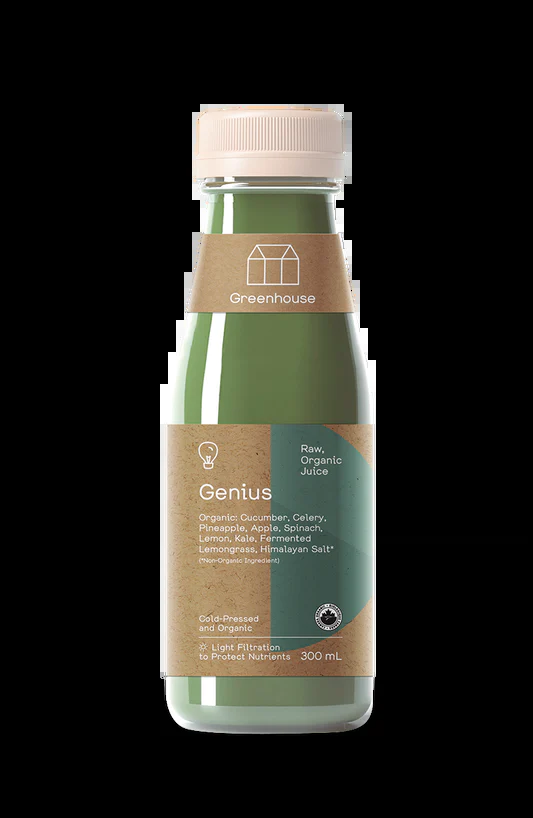 Greenhouse
Raw,
Organic
Juice
Genius
Organic: Cucumber, Celery,
Pineapple, Apple, Spinach,
Lemon, Kale, Fermented
Lemongrass, Himalayan Salt*
(*Non-Organic Ingredient)
Cold-Pressed
and Organic
Light Filtration
to Protect Nutrients
300 mL